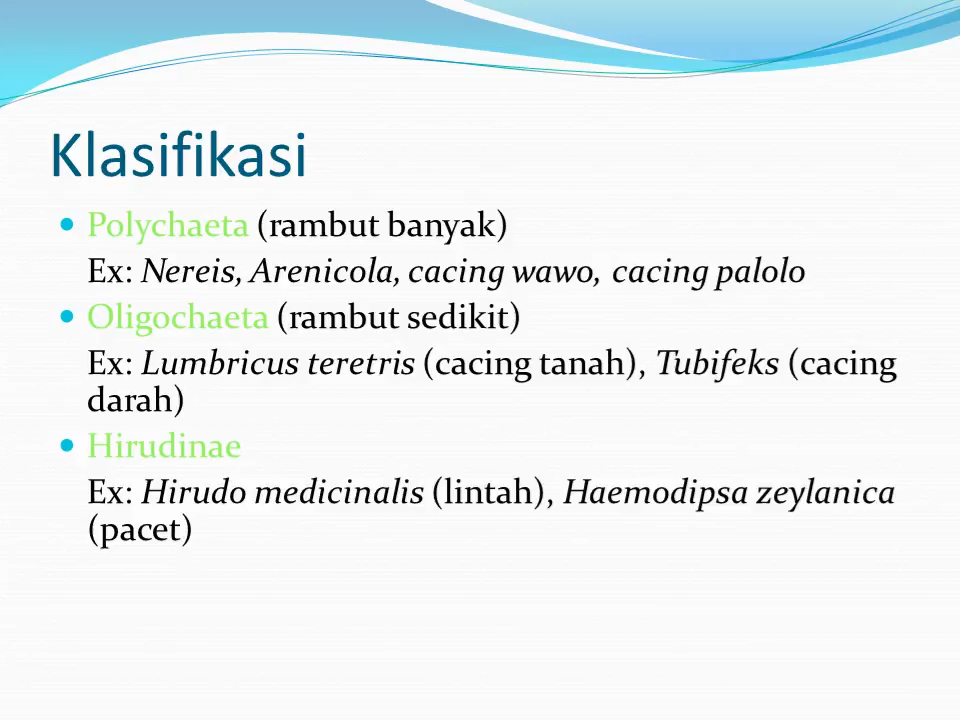 Klasifikasi
• Polychaeta (rambut banyak)
Ex: Nereis, Arenicola, cacing wawo, cacing palolo
• Oligochaeta (rambut sedikit)
Ex: Lumbricus teretris (cacing tanah), Tubifeks (cacing
darah)
• Hirudinae
Ex: Hirudo medicinalis (lintah), Haemodipsa zeylanica
(pacet)